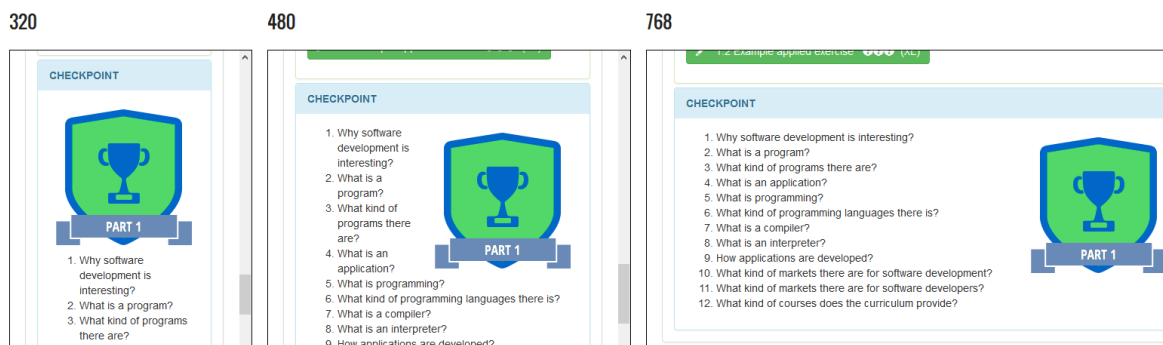 320
CHECKPOINT
PART 1
1. Why software
development is
interesting?
2. What is a program?
3. What kind of programs
there are?
480
CHECKPOINT
1. Why software
development is
interesting?
2. What is a
program?
3. What kind of
programs there
are?
4. What is an
application?
5. What is programming?
6. What kind of programming languages there is?
7. What is a compiler?
8. What is an interpreter?
9. How applications are developed?
PART 1
768
1.2 Example applied exercise (XL)
CHECKPOINT
1. Why software development is interesting?
2. What is a program?
3. What kind of programs there are?
4. What is an application?
5. What is programming?
6. What kind of programming languages there is?
7. What is a compiler?
8. What is an interpreter?
9. How applications are developed?
10. What kind of markets there are for software development?
11. What kind of markets there are for software developers?
12. What kind of courses does the curriculum provide?
PART 1